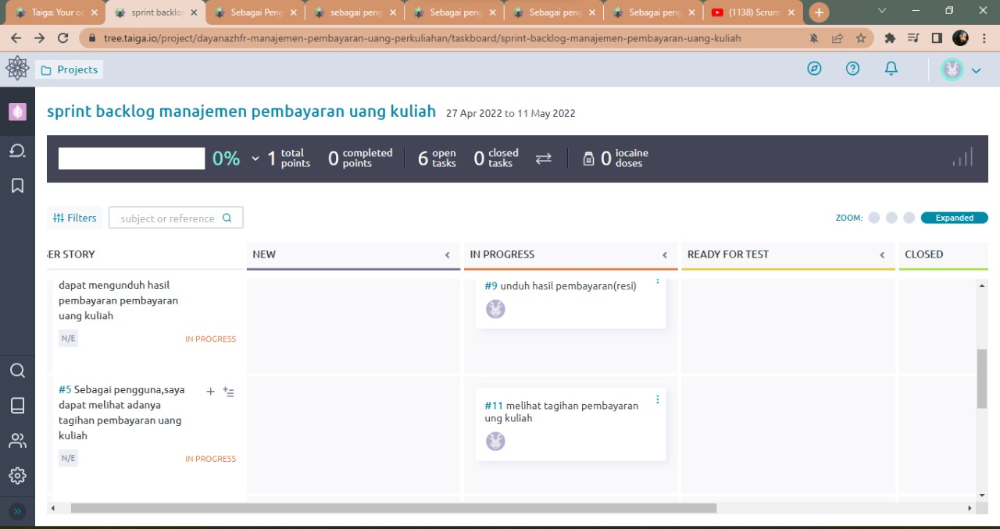 Taiga: Your o
sprint backlo
Sebagai Peng
sebagai peng
Sebagai peng
Sebagai peng
Sebagai peng
(1138) Scrum
tree.taiga.io/project/dayanazhfr-manajemen-pembayaran-uang-perkuliahan/taskboard/sprint-backlog-manajemen-pembayaran-uang-kuliah
Projects
sprint backlog manajemen pembayaran uang kuliah 27 Apr 2022 to 11 May 2022
0% 1 total points 0 completed points 6 open tasks 0 closed tasks 0 iocaine doses
Filters subject or reference ZOOM: Expanded
ER STORY NEW IN PROGRESS READY FOR TEST CLOSED
dapat mengunduh hasil
pembayaran pembayaran
uang kuliah
N/E IN PROGRESS
#9 unduh hasil pembayaran(resi)
#5 Sebagai pengguna,saya
dapat melihat adanya
tagihan pembayaran uang
kuliah
N/E IN PROGRESS
#11 melihat tagihan pembayaran
ung kuliah